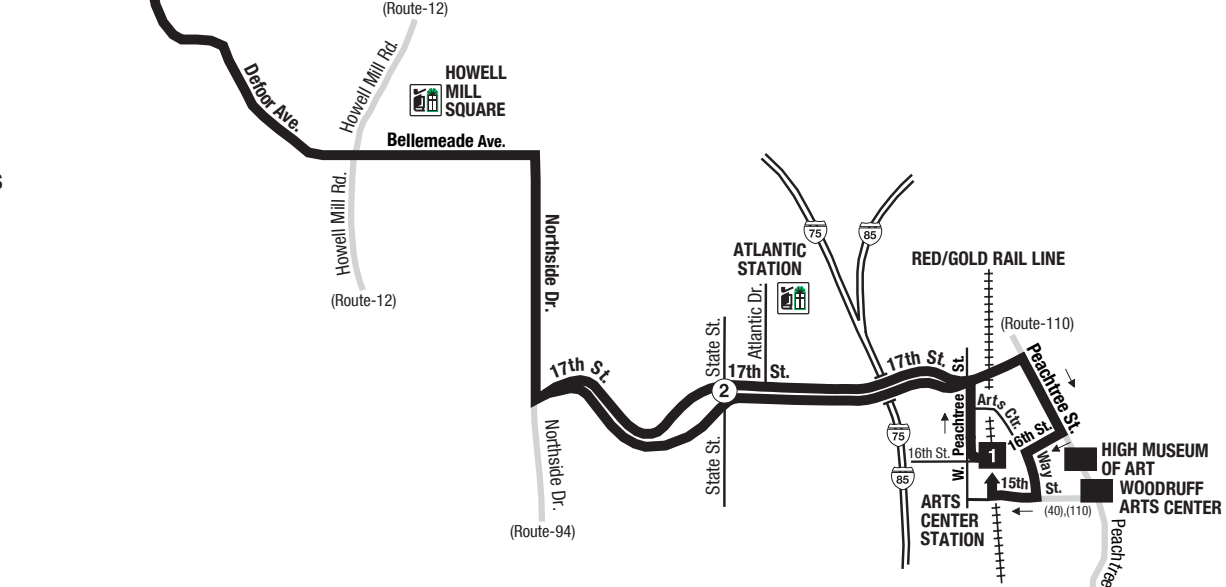 (Route-12)
Howell Mill Rd.
HOWELL
MILL
SQUARE
Defoor Ave.
Bellemeade Ave.
S
Howell Mill Rd.
(Route-12)
Northside Dr.
ATLANTIC
STATION
75
85
RED/GOLD RAIL LINE
Atlantic Dr.
State St.
(Route-110)
17th St.
2
17th St.
17th St.
Peachtree St.
W. Peachtree St.
Arts Ctr. Way
16th St.
16th St.
1
15th St.
75
85
HIGH MUSEUM
OF ART
WOODRUFF
ARTS CENTER
ARTS
CENTER
STATION
(40),(110)
State St.
Northside Dr.
(Route-94)
Peachtree